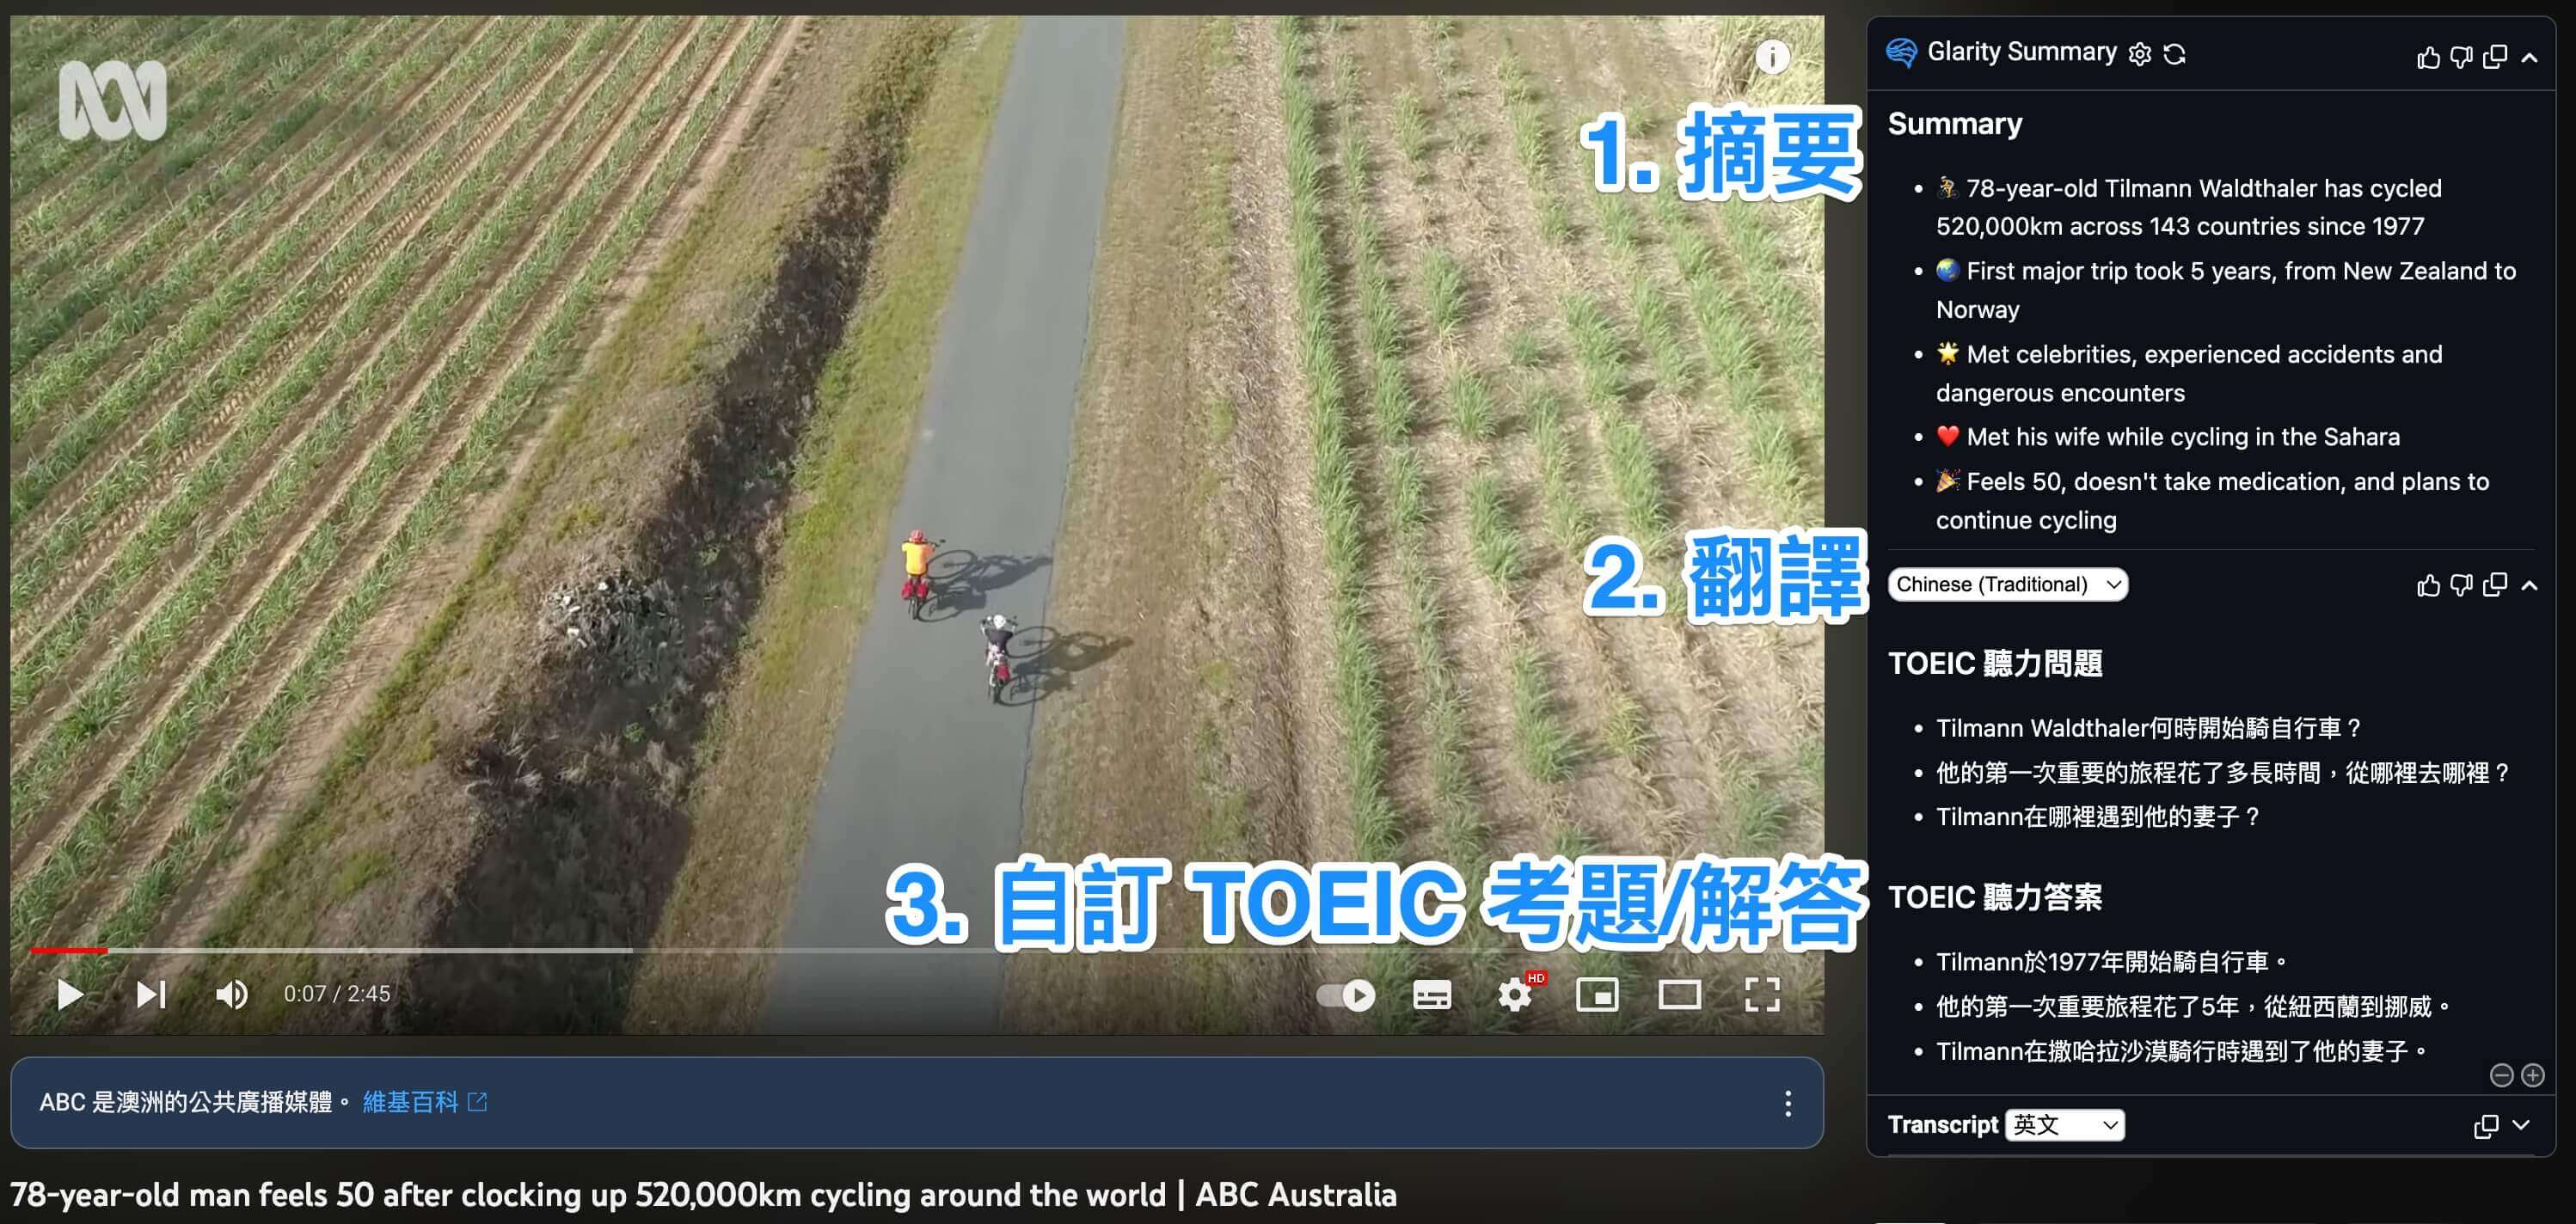 1. 摘要
2. 翻譯
3. 自訂 TOEIC 考題/解答
HD
0:07 / 2:45
ABC 是澳洲的公共廣播媒體。 維基百科
78-year-old man feels 50 after clocking up 520,000km cycling around the world | ABC Australia
Glarity Summary
Summary
• 🚴 78-year-old Tilmann Waldthaler has cycled
520,000km across 143 countries since 1977
• 🌏 First major trip took 5 years, from New Zealand to
Norway
• 🌟 Met celebrities, experienced accidents and
dangerous encounters
• ❤️ Met his wife while cycling in the Sahara
• 🎉 Feels 50, doesn't take medication, and plans to
continue cycling
Chinese (Traditional)
TOEIC 聽力問題
• Tilmann Waldthaler何時開始騎自行車？
• 他的第一次重要的旅程花了多長時間，從哪裡去哪裡？
• Tilmann在哪裡遇到他的妻子？
TOEIC 聽力答案
• Tilmann於1977年開始騎自行車。
• 他的第一次重要旅程花了5年，從紐西蘭到挪威。
• Tilmann在撒哈拉沙漠騎行時遇到了他的妻子。
Transcript 英文